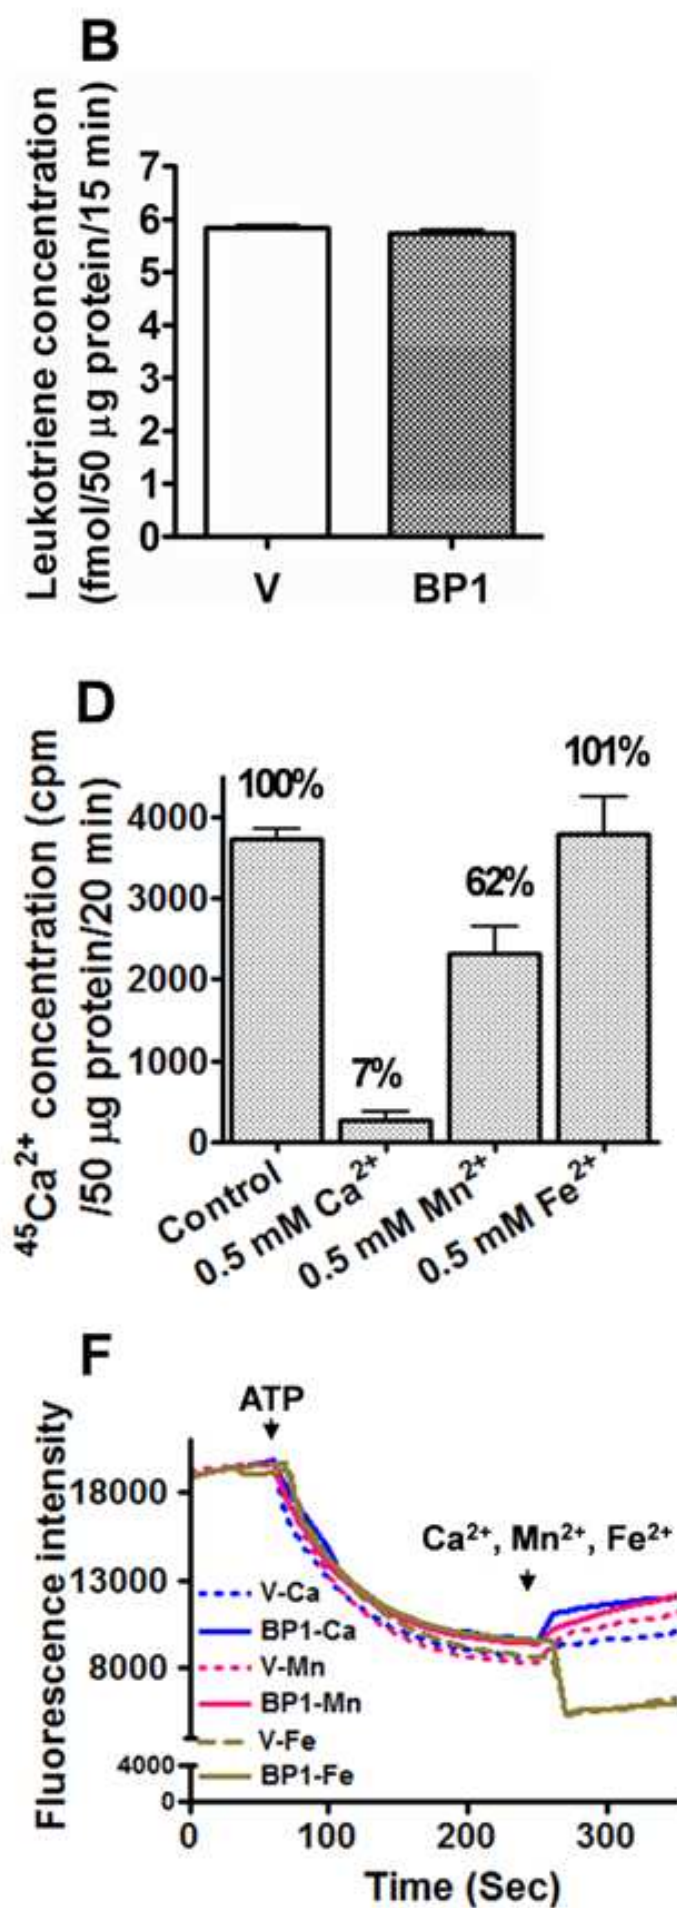 B
Leukotriene concentration
(fmol/50 μg protein/15 min)
7
6
5
4
3
2
1
0
V
BP1
D
⁴⁵Ca²⁺ concentration (cpm
/50 μg protein/20 min)
4000
3000
2000
1000
0
100%
7%
62%
101%
Control
0.5 mM Ca²⁺
0.5 mM Mn²⁺
0.5 mM Fe²⁺
F
Fluorescence intensity
18000
13000
8000
4000
0
ATP
Ca²⁺, Mn²⁺, Fe²⁺
V-Ca
BP1-Ca
V-Mn
BP1-Mn
V-Fe
BP1-Fe
0
100
200
300
Time (Sec)